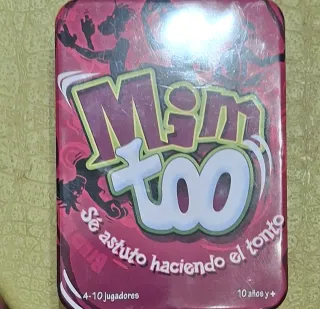 Mim
too
Sé astuto haciendo el tonto
4-10 jugadores
10 años y +